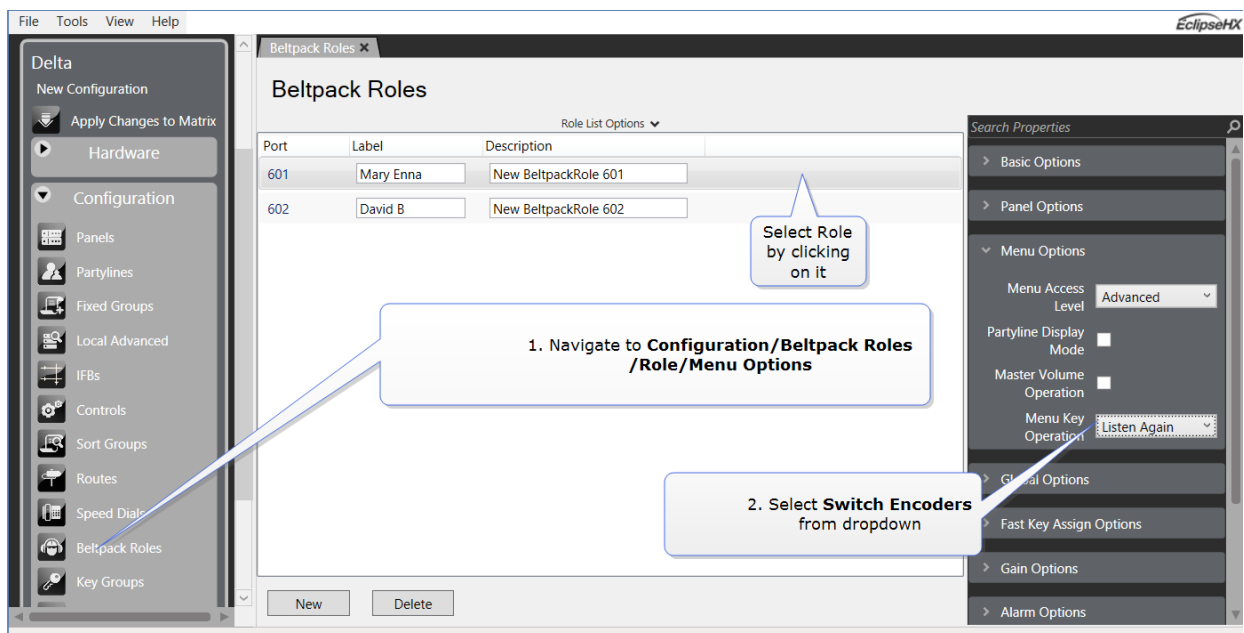 File Tools View Help
EclipseHX
Delta
New Configuration
Apply Changes to Matrix
Hardware
Configuration
Panels
Partylines
Fixed Groups
Local Advanced
IFBs
Controls
Sort Groups
Routes
Speed Dials
Beltpack Roles
Key Groups
Beltpack Roles
Beltpack Roles
Role List Options
Port Label Description
601 Mary Enna New BeltpackRole 601
602 David B New BeltpackRole 602
Select Role
by clicking
on it
1. Navigate to Configuration/Beltpack Roles
/Role/Menu Options
2. Select Switch Encoders
from dropdown
New Delete
Search Properties
Basic Options
Panel Options
Menu Options
Menu Access
Level
Advanced
Partyline Display
Mode
Master Volume
Operation
Menu Key
Operation
Listen Again
Global Options
Fast Key Assign Options
Gain Options
Alarm Options